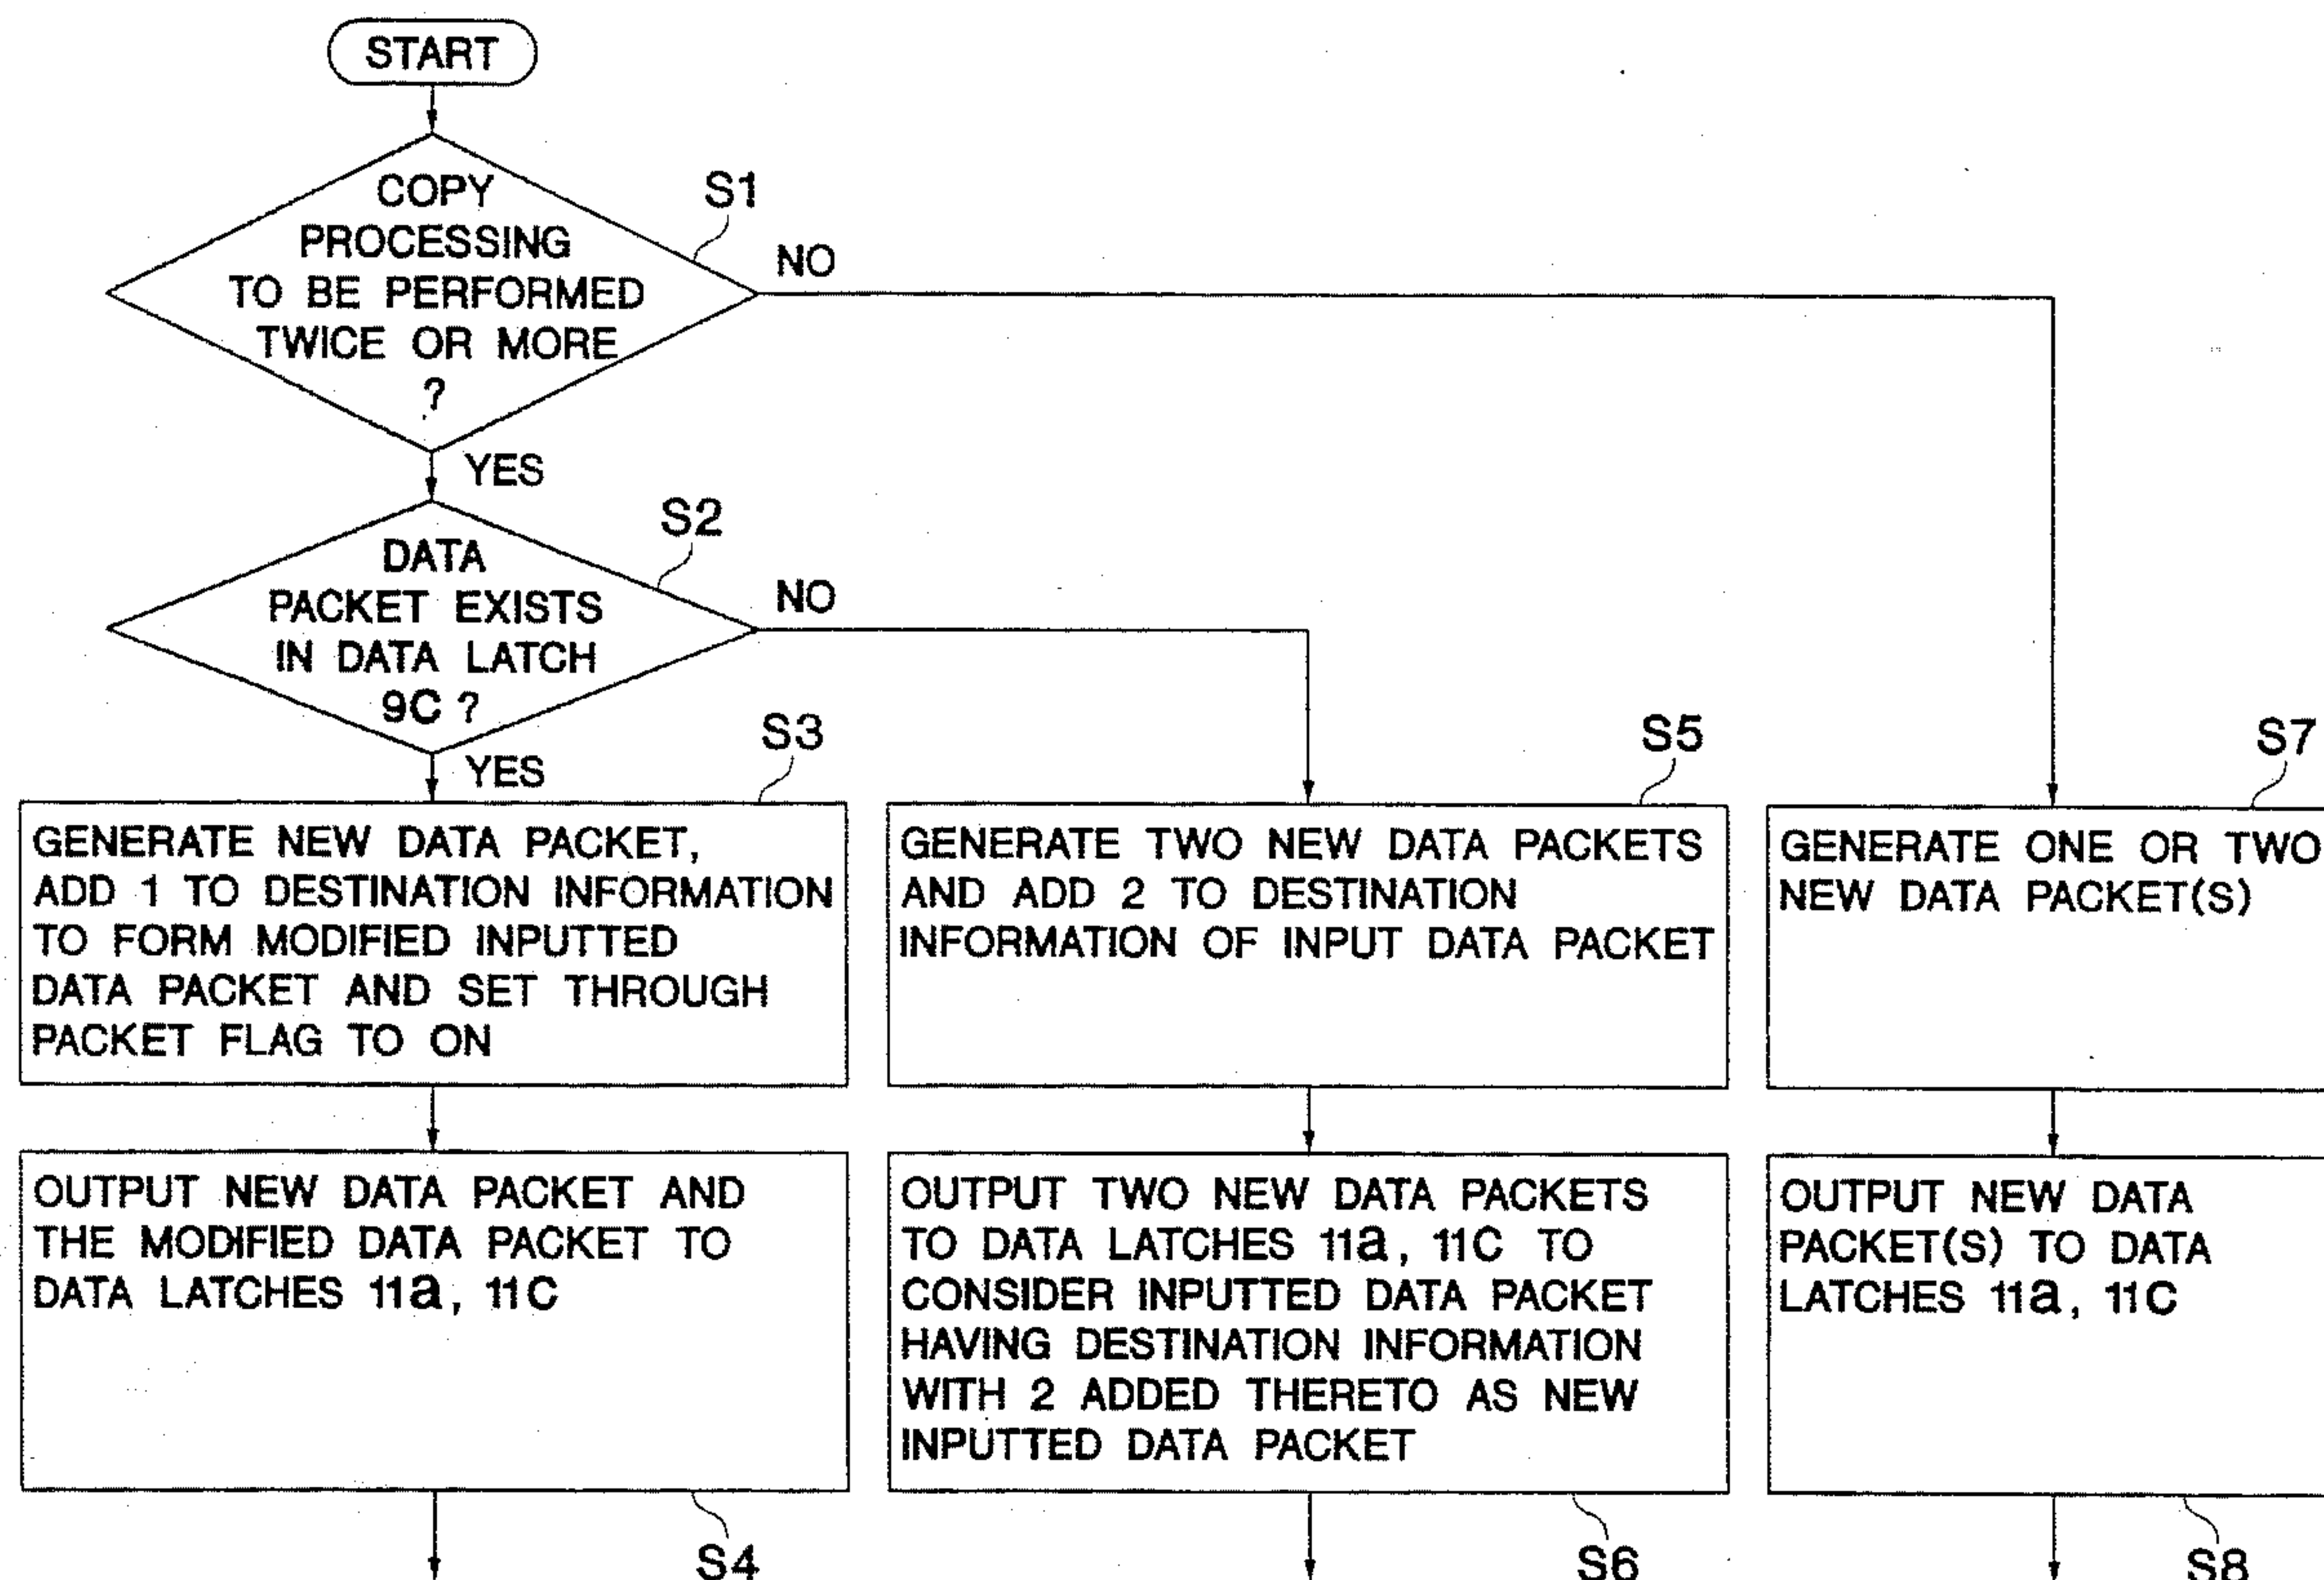 START
COPY
PROCESSING
TO BE PERFORMED
TWICE OR MORE
?
S1
NO
YES
DATA
PACKET EXISTS
IN DATA LATCH
9C ?
S2
NO
YES
S3
GENERATE NEW DATA PACKET,
ADD 1 TO DESTINATION INFORMATION
TO FORM MODIFIED INPUTTED
DATA PACKET AND SET THROUGH
PACKET FLAG TO ON
S5
GENERATE TWO NEW DATA PACKETS
AND ADD 2 TO DESTINATION
INFORMATION OF INPUT DATA PACKET
S7
GENERATE ONE OR TWO
NEW DATA PACKET(S)
OUTPUT NEW DATA PACKET AND
THE MODIFIED DATA PACKET TO
DATA LATCHES 11a, 11C
S4
OUTPUT TWO NEW DATA PACKETS
TO DATA LATCHES 11a, 11C TO
CONSIDER INPUTTED DATA PACKET
HAVING DESTINATION INFORMATION
WITH 2 ADDED THERETO AS NEW
INPUTTED DATA PACKET
S6
OUTPUT NEW DATA
PACKET(S) TO DATA
LATCHES 11a, 11C
S8